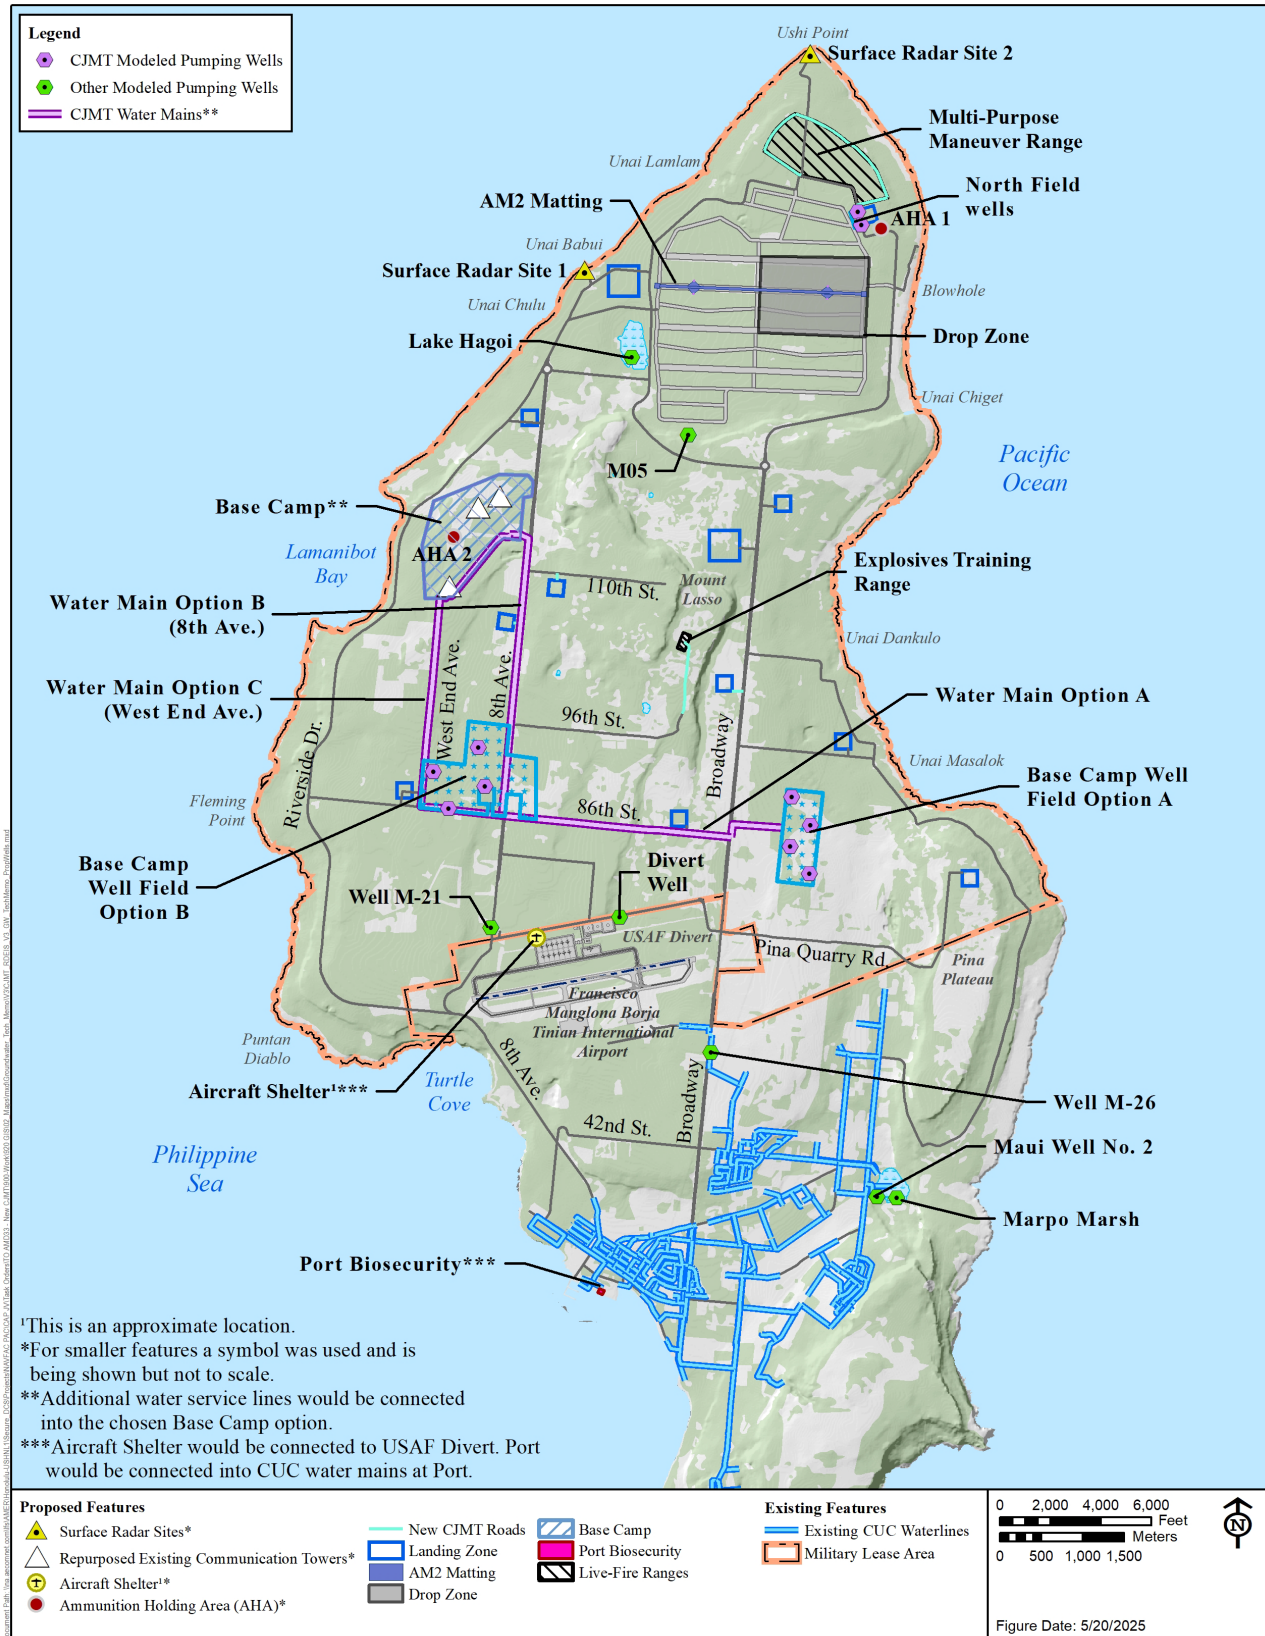 Legend
CJMT Modeled Pumping Wells
Other Modeled Pumping Wells
CJMT Water Mains**
Ushi Point
Surface Radar Site 2
Multi-Purpose
Maneuver Range
Unai Lamlam
North Field
wells
AM2 Matting
AHA 1
Unai Babui
Surface Radar Site 1
Unai Chulu
Blowhole
Lake Hagoi
Drop Zone
Unai Chiget
Pacific
Ocean
M05
Base Camp**
AHA 2
Lamanibot
Bay
Explosives Training
Range
Mount
Lasso
110th St.
Water Main Option B
(8th Ave.)
Unai Dankulo
West End Ave.
8th Ave.
Water Main Option C
(West End Ave.)
Water Main Option A
96th St.
Broadway
Riverside Dr.
Unai Masalok
Base Camp Well
Field Option A
Fleming
Point
86th St.
Base Camp
Well Field
Option B
Divert
Well
Well M-21
USAF Divert
Pina Quarry Rd.
Pina
Plateau
Francisco
Manglona Borja
Tinian International
Airport
Puntan
Diablo
8th Ave.
Aircraft Shelter¹***
Turtle
Cove
Broadway
Well M-26
42nd St.
Maui Well No. 2
Philippine
Sea
Marpo Marsh
Port Biosecurity***
¹This is an approximate location.
*For smaller features a symbol was used and is
being shown but not to scale.
**Additional water service lines would be connected
into the chosen Base Camp option.
***Aircraft Shelter would be connected to USAF Divert. Port
would be connected into CUC water mains at Port.
Proposed Features
Surface Radar Sites*
Repurposed Existing Communication Towers*
Aircraft Shelter¹*
Ammunition Holding Area (AHA)*
New CJMT Roads
Landing Zone
AM2 Matting
Drop Zone
Base Camp
Port Biosecurity
Live-Fire Ranges
Existing Features
Existing CUC Waterlines
Military Lease Area
0 2,000 4,000 6,000
Feet
Meters
0 500 1,000 1,500
N
Figure Date: 5/20/2025